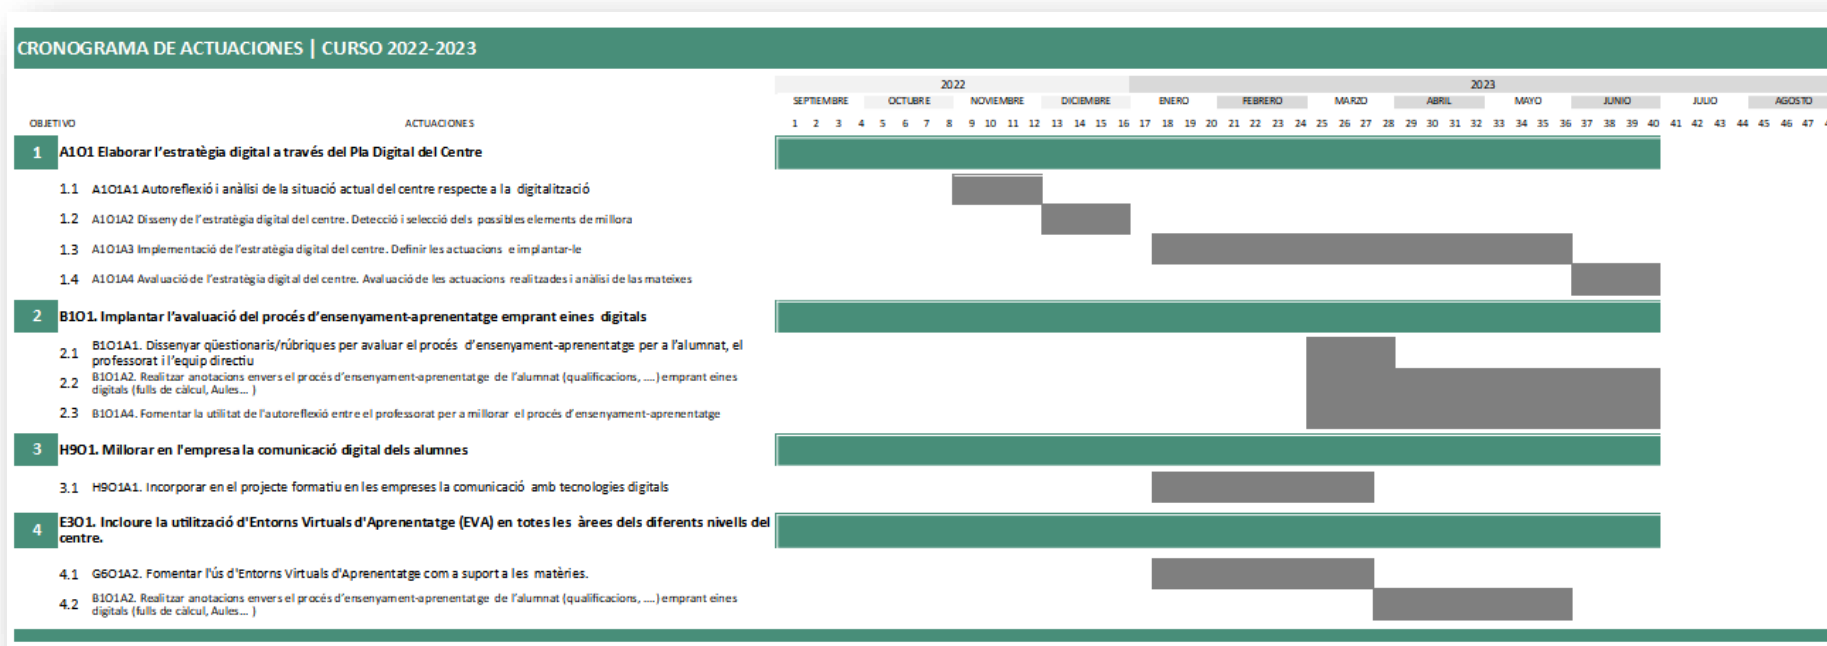 CRONOGRAMA DE ACTUACIONES | CURSO 2022-2023
2022 2023
SEPTIEMBRE OCTUBRE NOVIEMBRE DICIEMBRE ENERO FEBRERO MARZO ABRIL MAYO JUNIO JULIO AGOSTO
OBJETIVO ACTUACIONES 1 2 3 4 5 6 7 8 9 10 11 12 13 14 15 16 17 18 19 20 21 22 23 24 25 26 27 28 29 30 31 32 33 34 35 36 37 38 39 40 41 42 43 44 45 46 47
1 A1O1 Elaborar l'estratègia digital a través del Pla Digital del Centre
1.1 A1O1A1 Autoreflexió i anàlisi de la situació actual del centre respecte a la digitalització
1.2 A1O1A2 Disseny de l'estratègia digital del centre. Detecció i selecció dels possibles elements de millora
1.3 A1O1A3 Implementació de l'estratègia digital del centre. Definir les actuacions e implantar-le
1.4 A1O1A4 Avaluació de l'estratègia digital del centre. Avaluació de les actuacions realitzades i anàlisi de las mateixes
2 B1O1. Implantar l'avaluació del procés d'ensenyament-aprenentatge emprant eines digitals
2.1 B1O1A1. Dissenyar qüestionaris/rúbriques per avaluar el procés d'ensenyament-aprenentatge per a l'alumnat, el
professorat i l'equip directiu
2.2 B1O1A2. Realitzar anotacions envers el procés d'ensenyament-aprenentatge de l'alumnat (qualificacions, ....) emprant eines
digitals (fulls de càlcul, Aules... )
2.3 B1O1A4. Fomentar la utilitat de l'autoreflexió entre el professorat per a millorar el procés d'ensenyament-aprenentatge
3 H9O1. Millorar en l'empresa la comunicació digital dels alumnes
3.1 H9O1A1. Incorporar en el projecte formatiu en les empreses la comunicació amb tecnologies digitals
4 E3O1. Incloure la utilització d'Entorns Virtuals d'Aprenentatge (EVA) en totes les àrees dels diferents nivells del
centre.
4.1 G6O1A2. Fomentar l'ús d'Entorns Virtuals d'Aprenentatge com a suport a les matèries.
4.2 B1O1A2. Realitzar anotacions envers el procés d'ensenyament-aprenentatge de l'alumnat (qualificacions, ....) emprant eines
digitals (fulls de càlcul, Aules... )